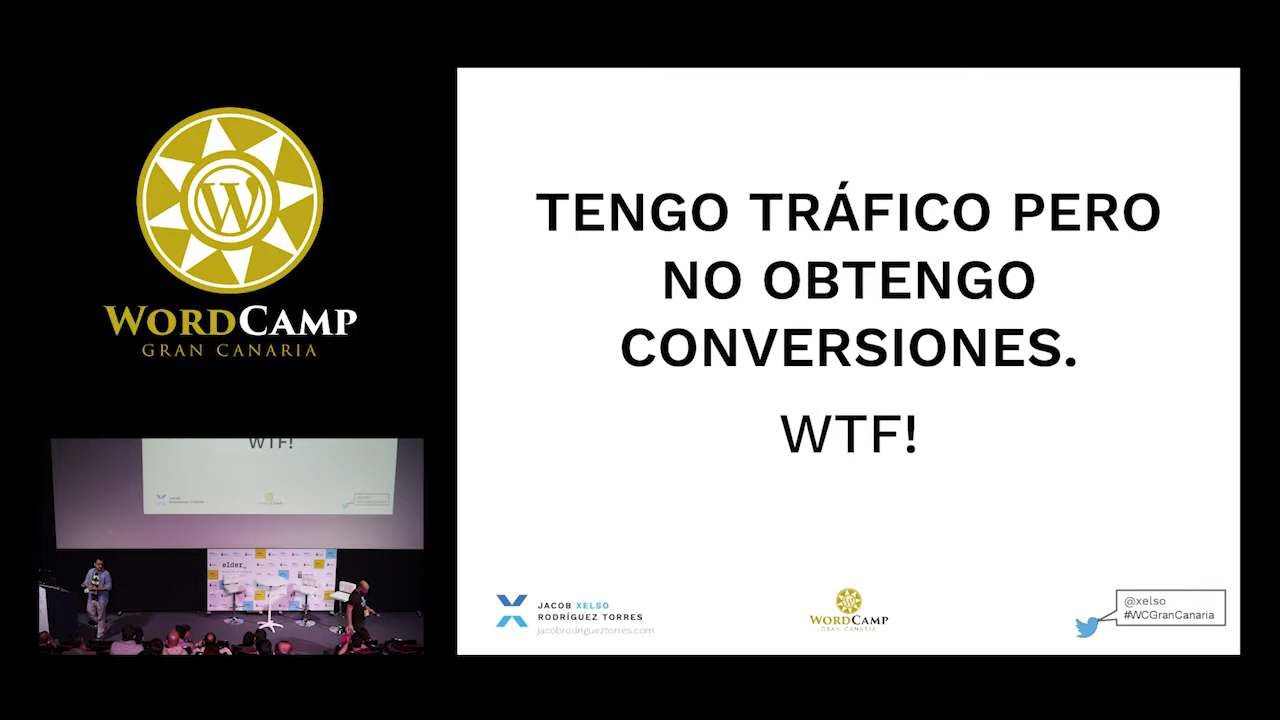 WORDCAMP
GRAN CANARIA
TENGO TRÁFICO PERO
NO OBTENGO
CONVERSIONES.
WTF!
JACOB XELSO
RODRÍGUEZ TORRES
jacobrodrigueztorres.com
WORDCAMP
GRAN CANARIA
@xelso
#WCGranCanaria
WTF!
elder_